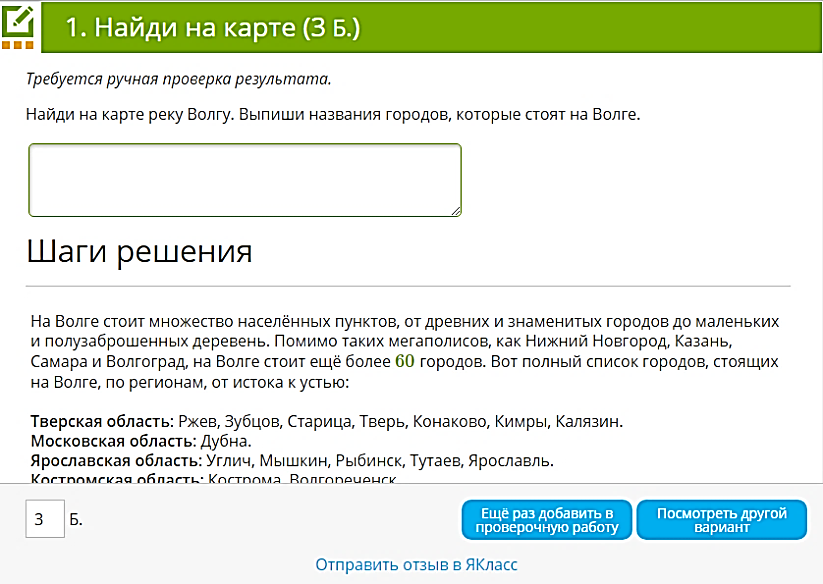 1. Найди на карте (3 Б.)
Требуется ручная проверка результата.
Найди на карте реку Волгу. Выпиши названия городов, которые стоят на Волге.
Шаги решения
На Волге стоит множество населённых пунктов, от древних и знаменитых городов до маленьких
и полузаброшенных деревень. Помимо таких мегаполисов, как Нижний Новгород, Казань,
Самара и Волгоград, на Волге стоит ещё более 60 городов. Вот полный список городов, стоящих
на Волге, по регионам, от истока к устью:
Тверская область: Ржев, Зубцов, Старица, Тверь, Конаково, Кимры, Калязин.
Московская область: Дубна.
Ярославская область: Углич, Мышкин, Рыбинск, Тутаев, Ярославль.
Костромская область: Кострома, Волгореченск.
3 Б.
Ещё раз добавить в
проверочную работу
Посмотреть другой
вариант
Отправить отзыв в ЯКласс